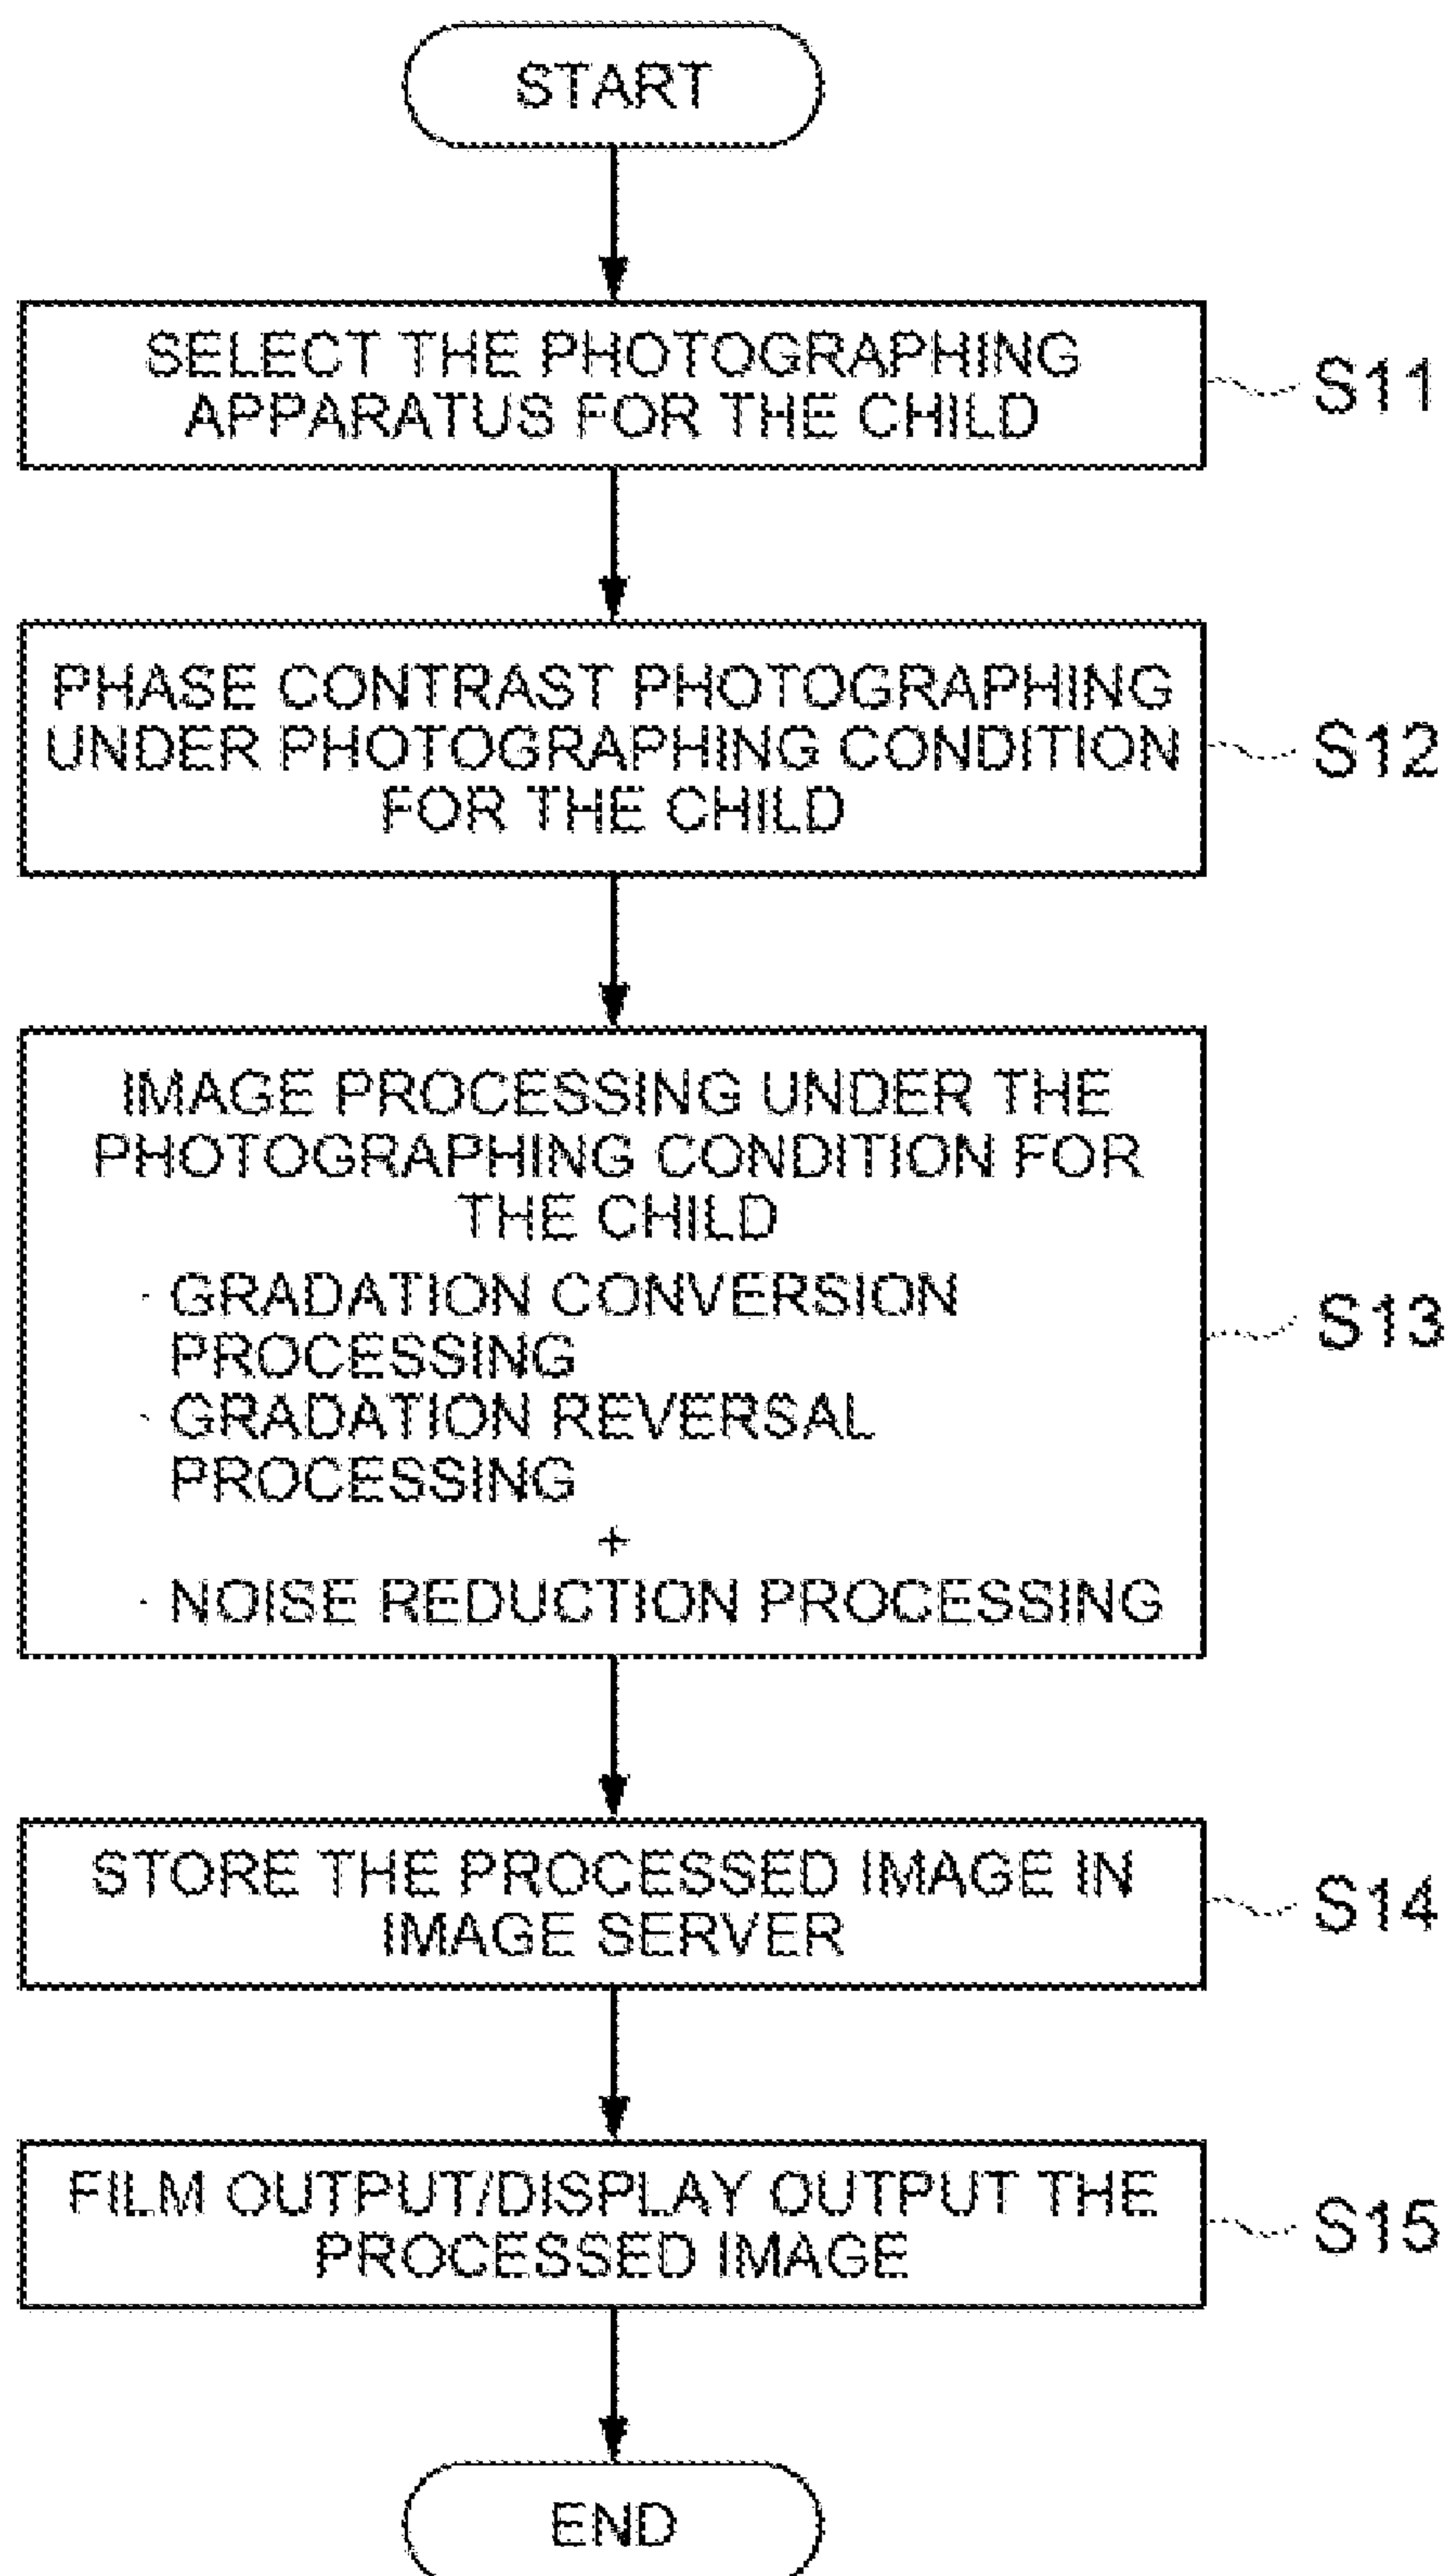 START
SELECT THE PHOTOGRAPHING
APPARATUS FOR THE CHILD
S11
PHASE CONTRAST PHOTOGRAPHING
UNDER PHOTOGRAPHING CONDITION
FOR THE CHILD
S12
IMAGE PROCESSING UNDER THE
PHOTOGRAPHING CONDITION FOR
THE CHILD
· GRADATION CONVERSION
PROCESSING
· GRADATION REVERSAL
PROCESSING
+
· NOISE REDUCTION PROCESSING
S13
STORE THE PROCESSED IMAGE IN
IMAGE SERVER
S14
FILM OUTPUT/DISPLAY OUTPUT THE
PROCESSED IMAGE
S15
END